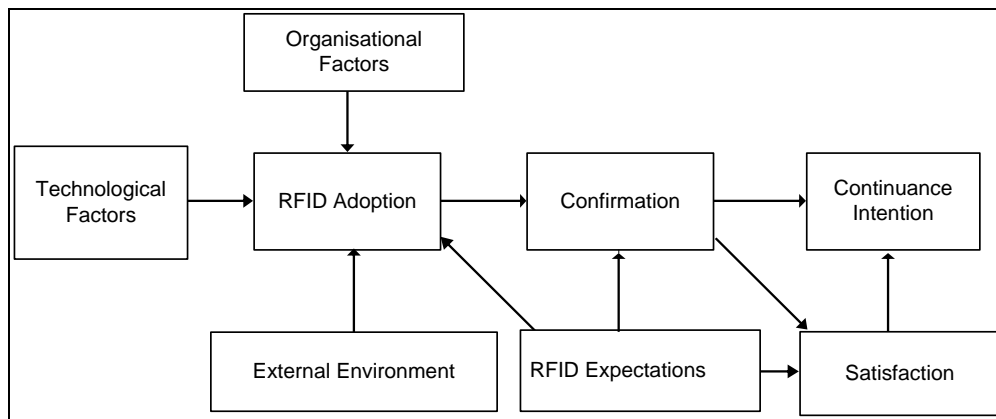 Organisational
Factors
Technological
Factors
RFID Adoption
Confirmation
Continuance
Intention
External Environment
RFID Expectations
Satisfaction